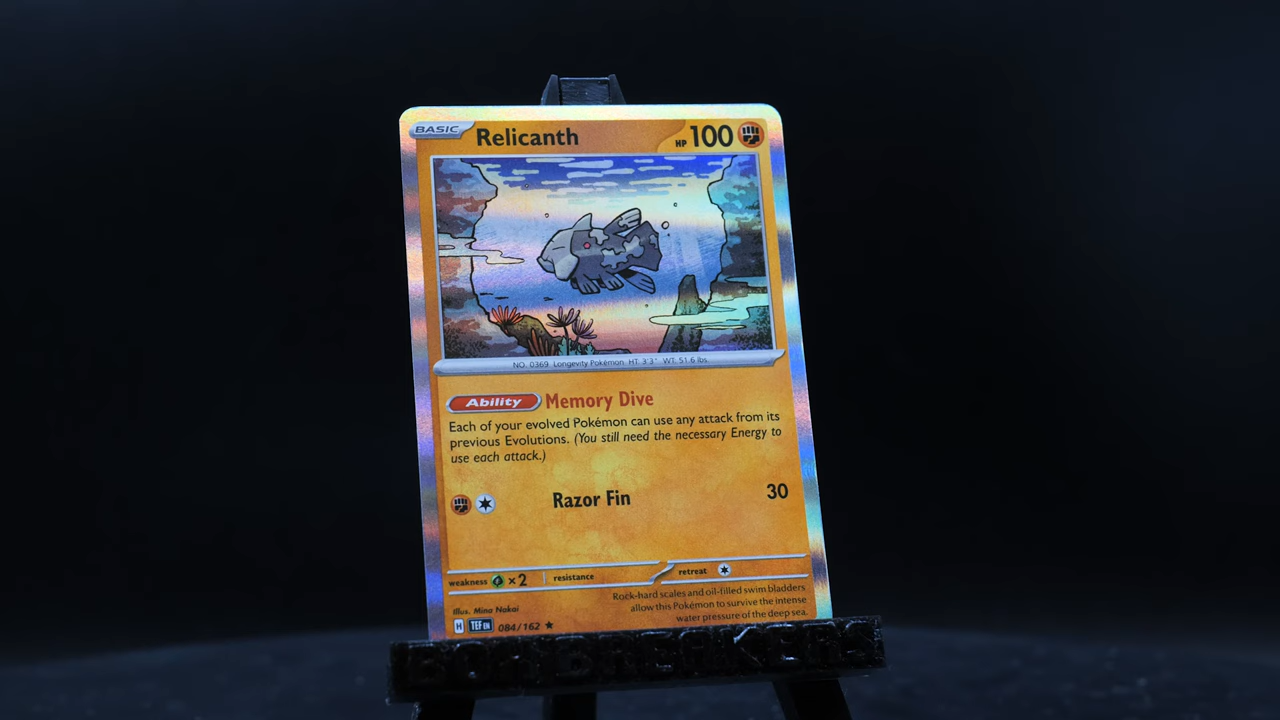 BASIC Relicanth HP 100
NO. 0369 Longevity Pokémon HT: 3'3" WT: 51.6 lbs.
Ability Memory Dive
Each of your evolved Pokémon can use any attack from its
previous Evolutions. (You still need the necessary Energy to
use each attack.)
Razor Fin 30
weakness ×2 resistance retreat
Illus. Mina Nakai
Rock-hard scales and oil-filled swim bladders
allow this Pokémon to survive the intense
water pressure of the deep sea.
H TEF EN 084/162 ★
BOXBREAKERS